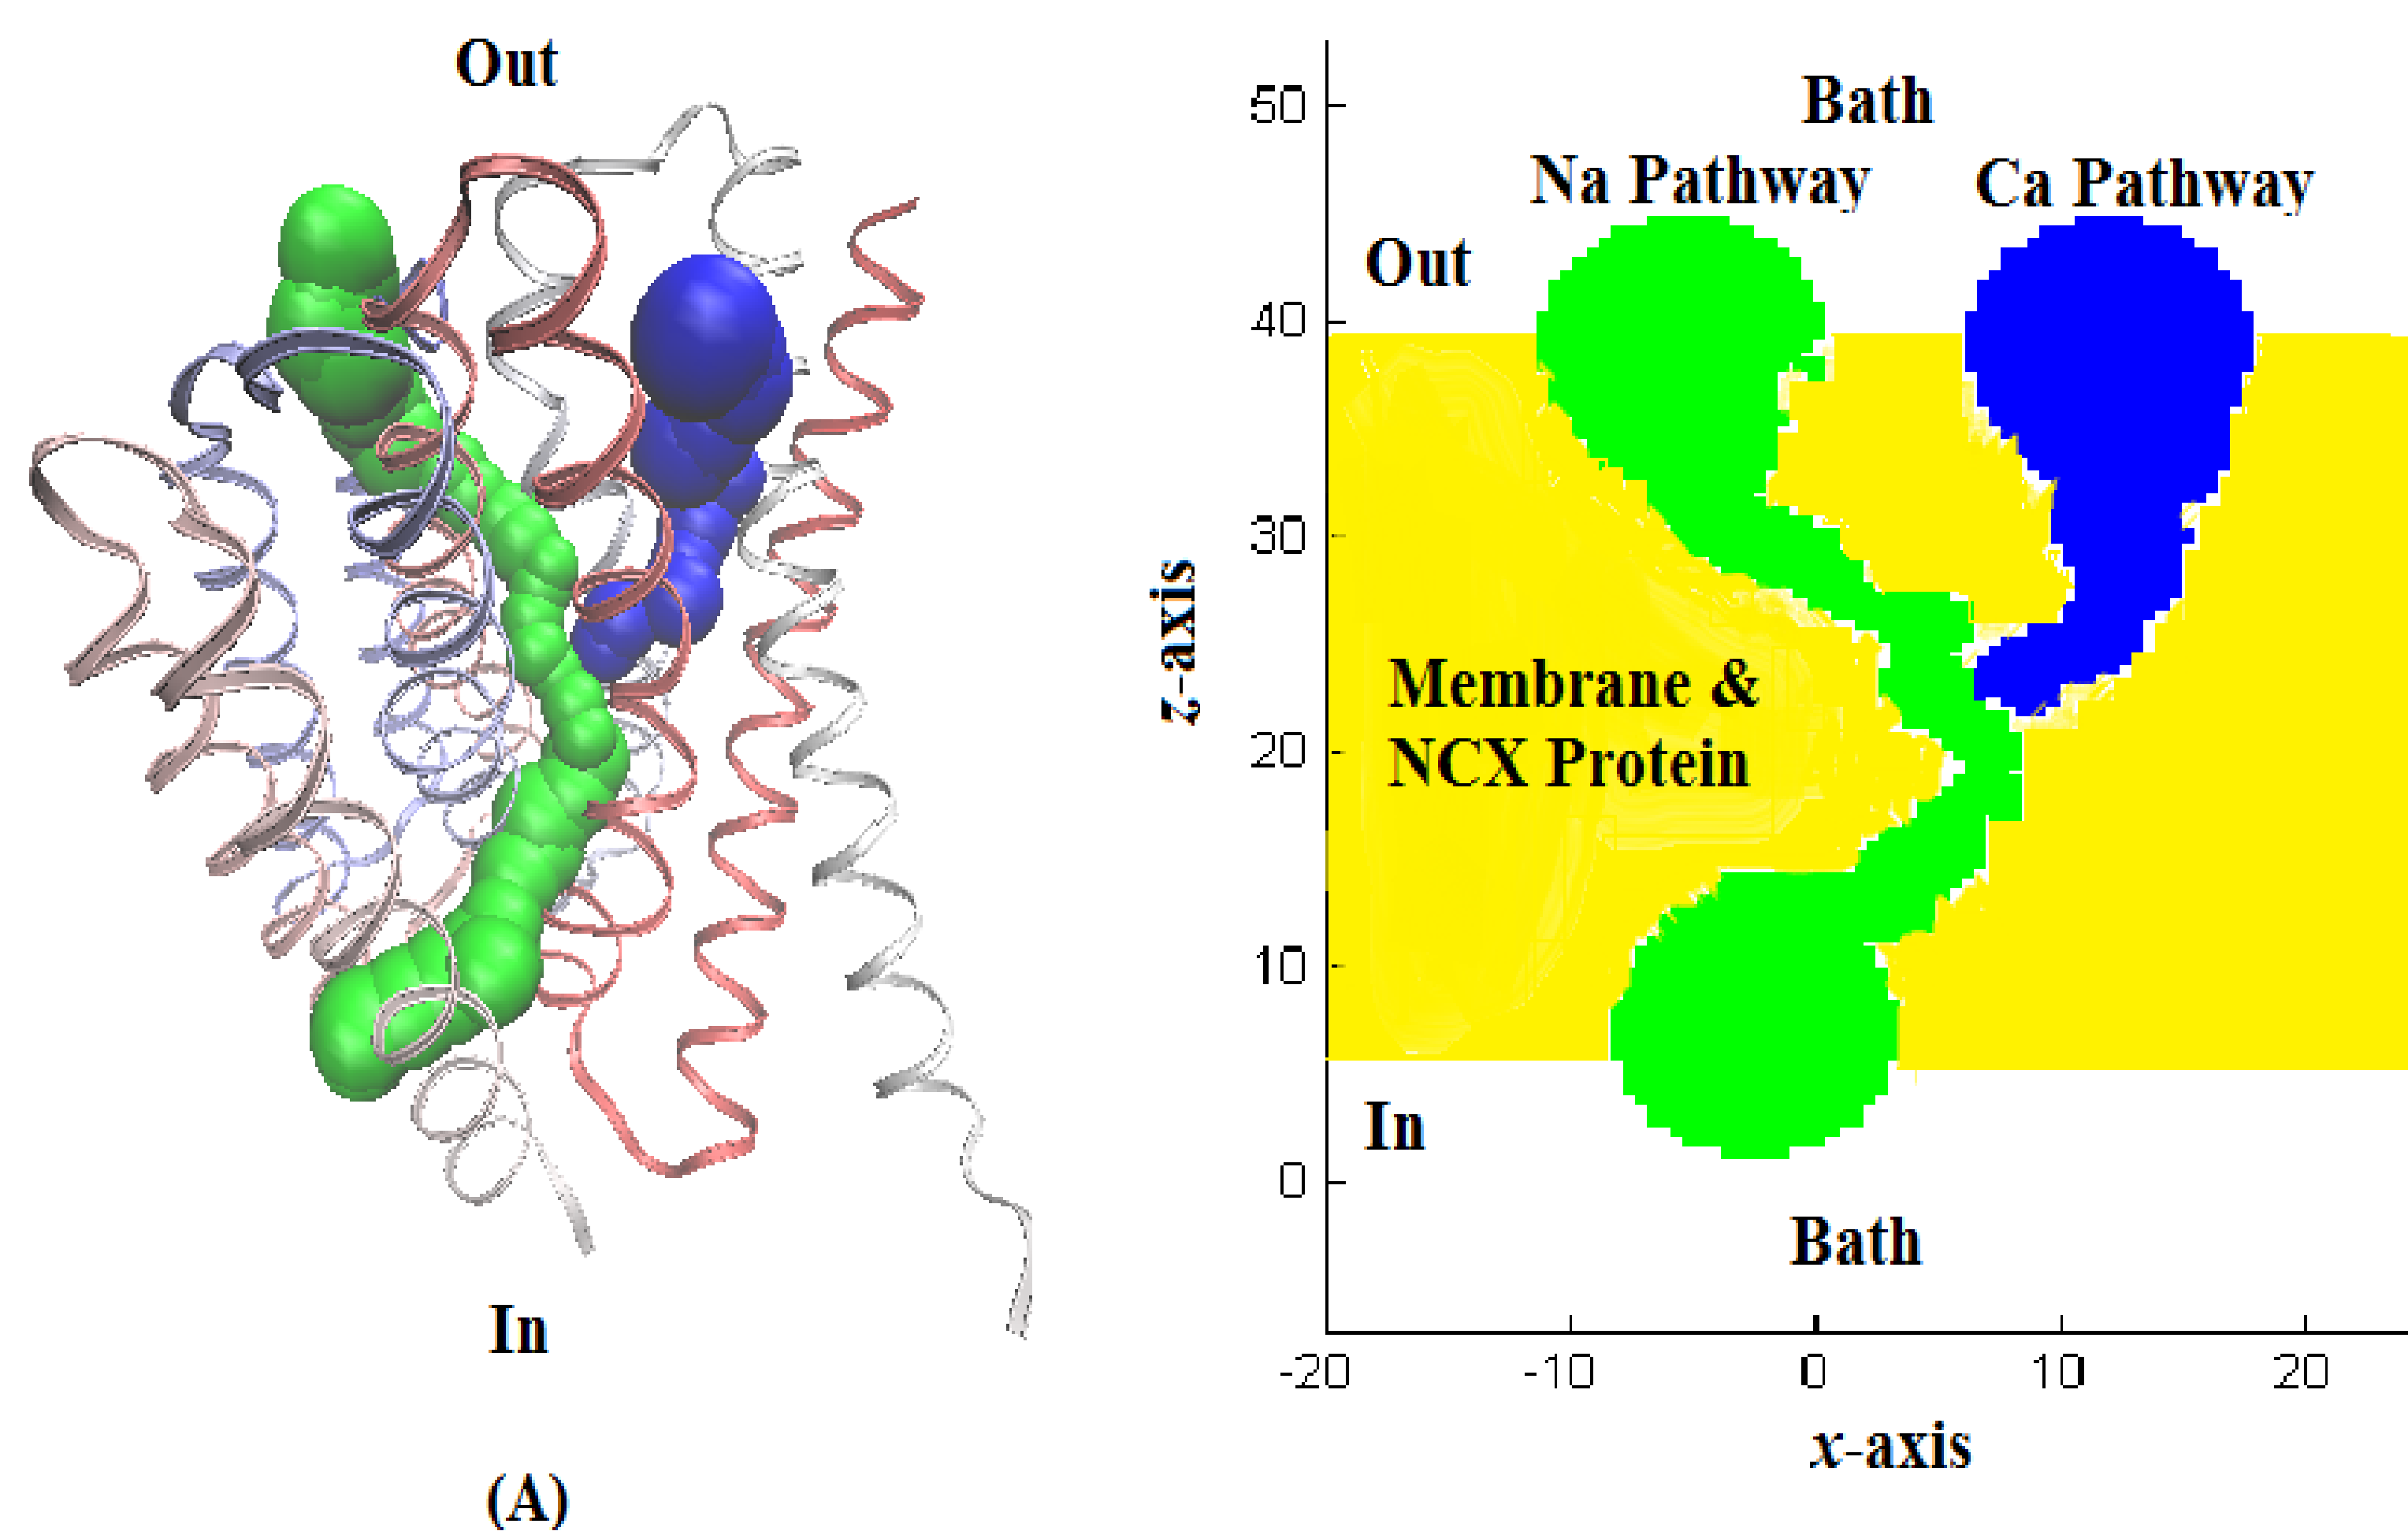 Out
In
(A)
Bath
Na Pathway
Ca Pathway
Out
Membrane &
NCX Protein
In
Bath
z-axis
50
40
30
20
10
0
-20
-10
0
10
20
x-axis